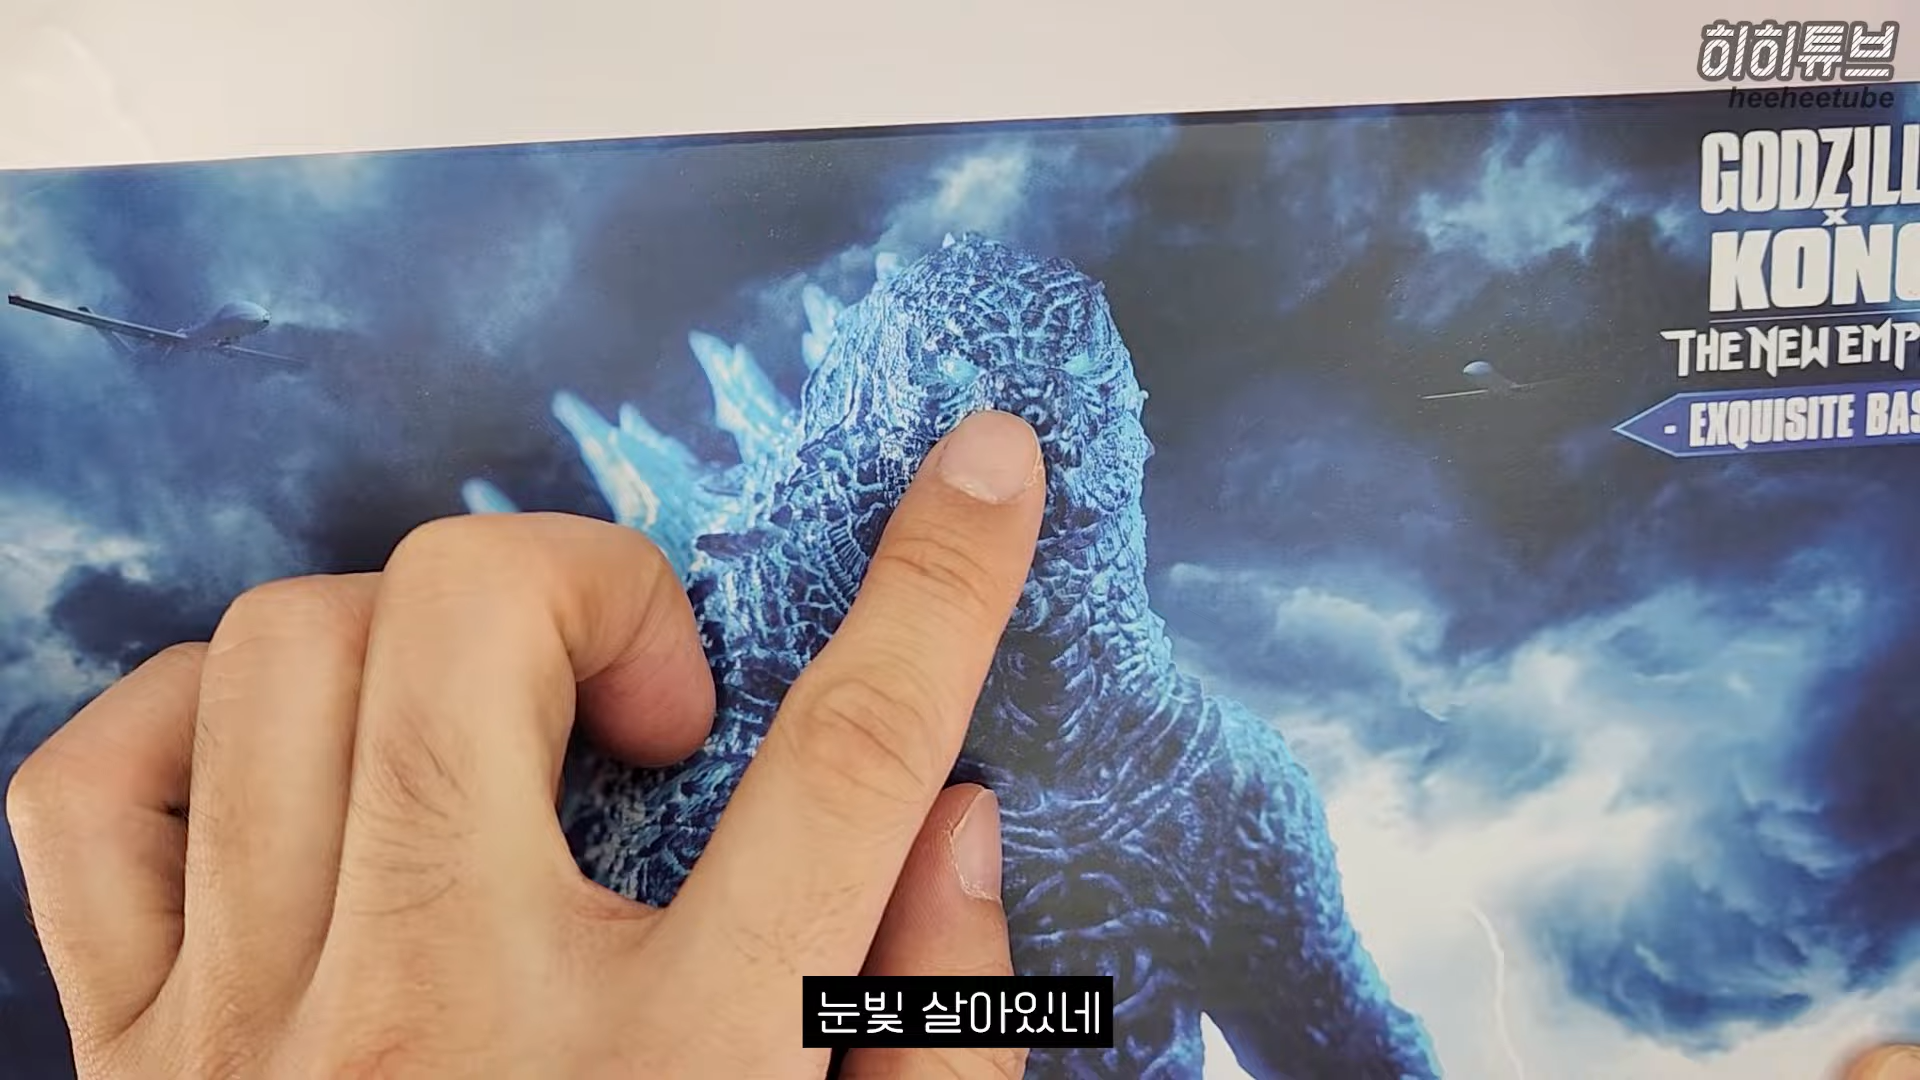 히히튜브
heeheetube
GODZILL
x
KONG
THE NEW EMP
- EXQUISITE BAS
눈빛 살아있네